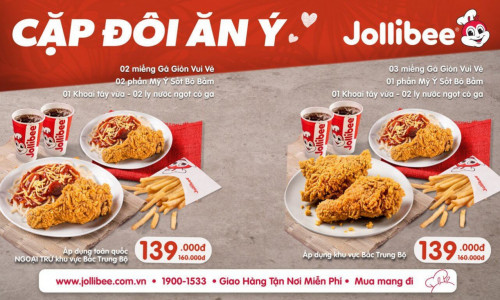 CẶP ĐÔI ĂN Ý
Jollibee
02 miếng Gà Giòn Vui Vẻ
02 phần Mỳ Ý Sốt Bò Bằm
01 Khoai tây vừa - 02 ly nước ngọt có ga
03 miếng Gà Giòn Vui Vẻ
01 phần Mỳ Ý Sốt Bò Bằm
01 Khoai tây vừa - 02 ly nước ngọt có ga
Jollibee
Jollibee
Jollibee
Jollibee
Jollibee
Jollibee
Áp dụng toàn quốc
NGOẠI TRỪ khu vực Bắc Trung Bộ
139.000đ
160.000đ
Áp dụng khu vực Bắc Trung Bộ
139.000đ
160.000đ
www.jollibee.com.vn • 1900-1533 • Giao Hàng Tận Nơi Miễn Phí • Mua mang đi